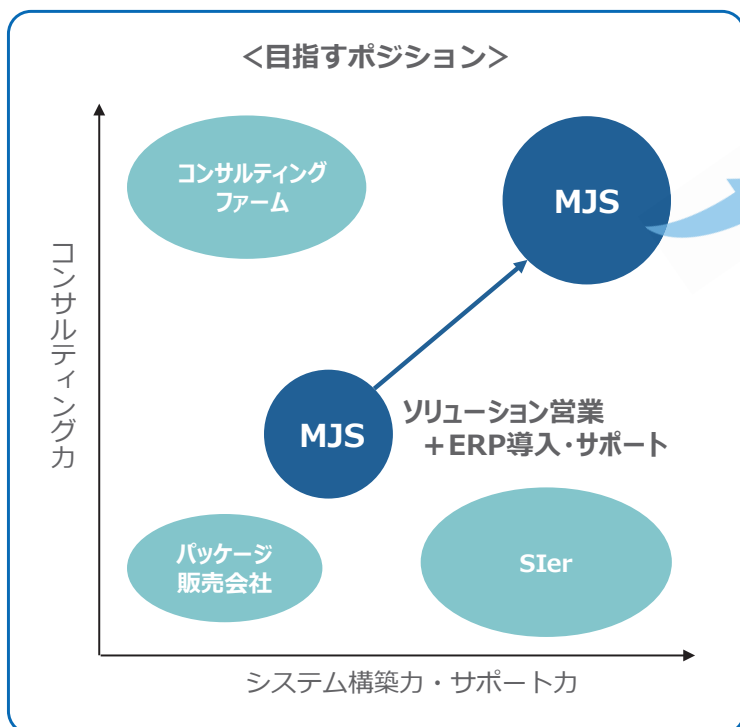 <目指すポジション>
コンサルティング
ファーム
MJS
コンサルティング力
MJS
ソリューション営業
+ERP導入・サポート
パッケージ
販売会社
SIer
システム構築力・サポート力